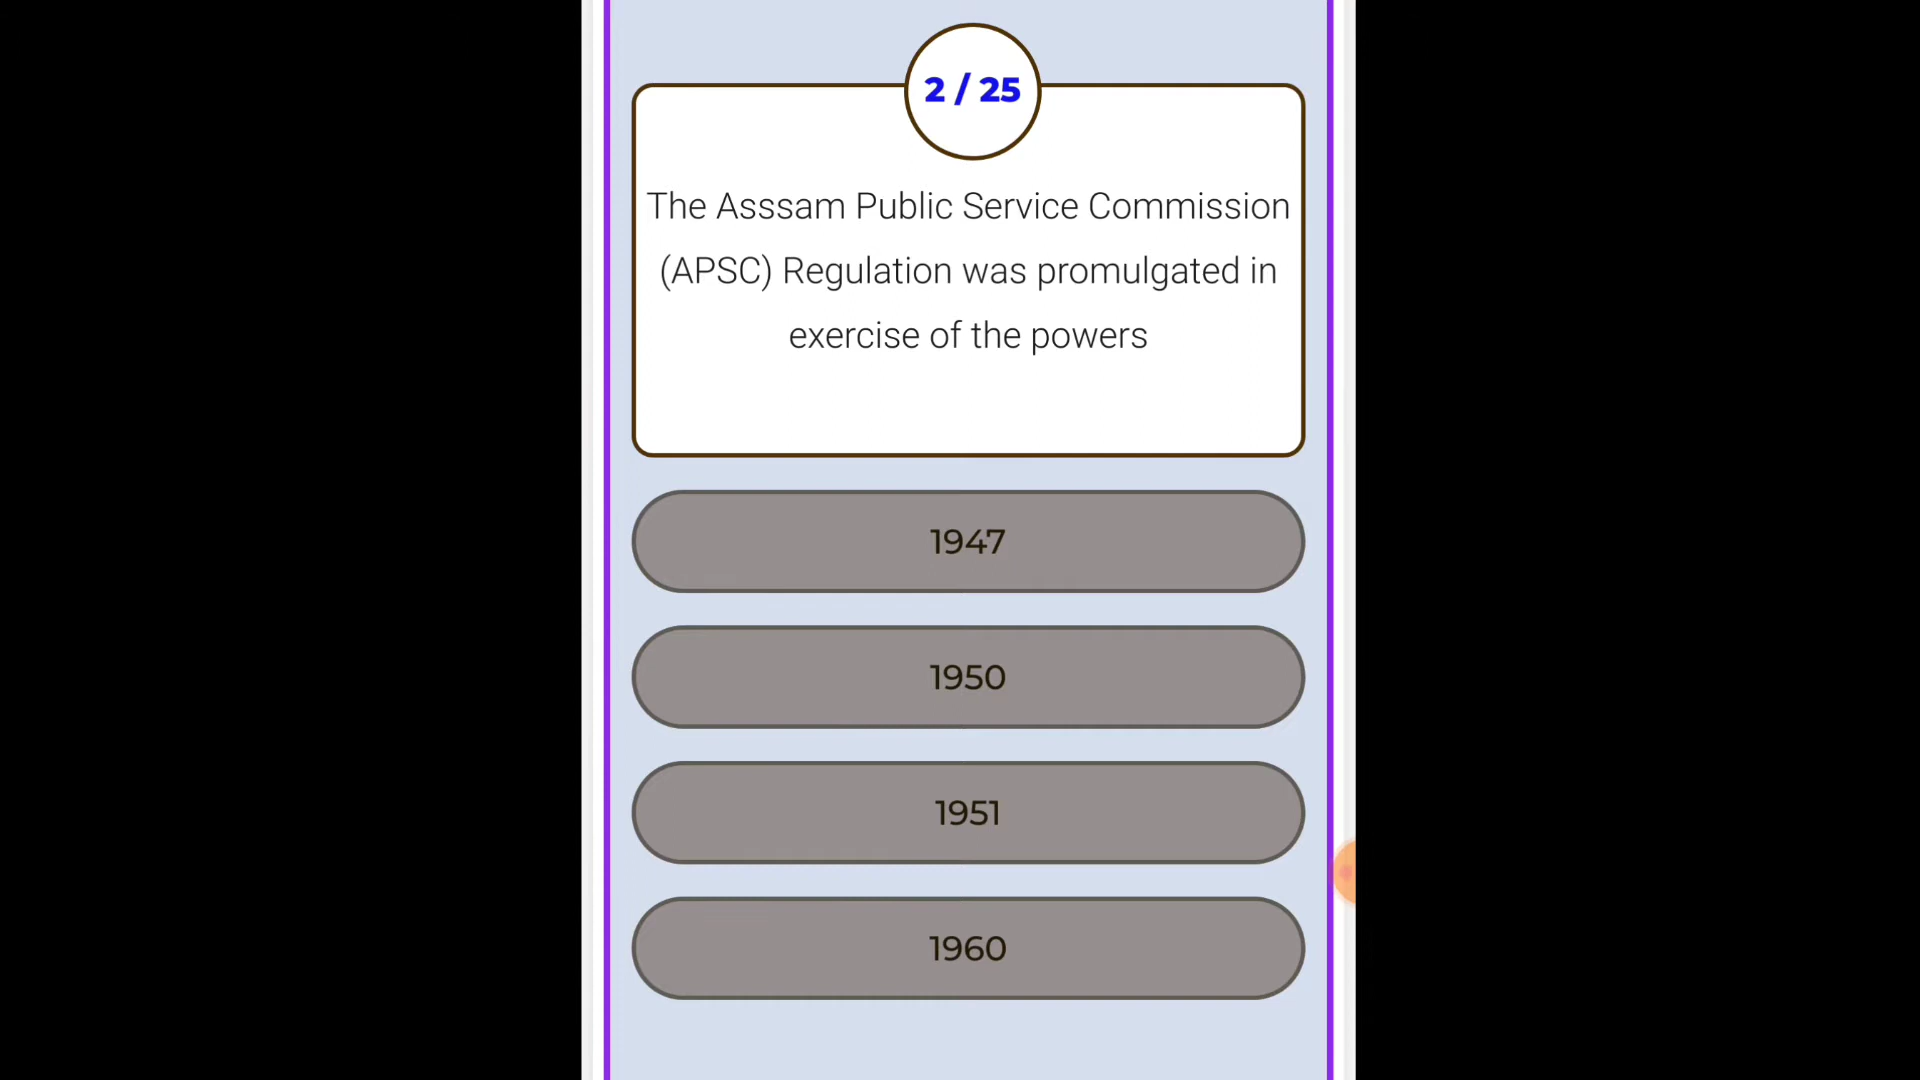 2 / 25
The Asssam Public Service Commission
(APSC) Regulation was promulgated in
exercise of the powers
1947
1950
1951
1960